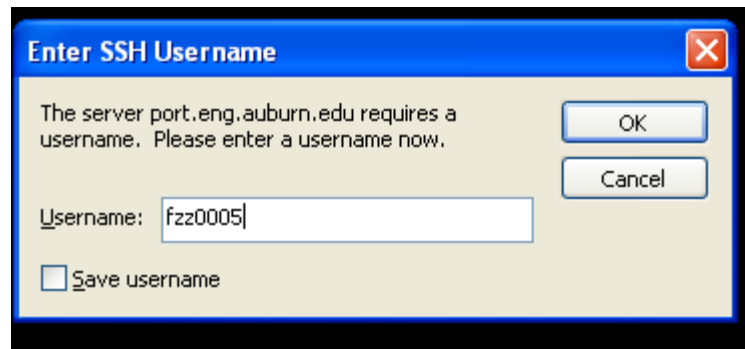 Enter SSH Username
The server port.eng.auburn.edu requires a
username. Please enter a username now.
OK
Cancel
Username: fzz0005
Save username